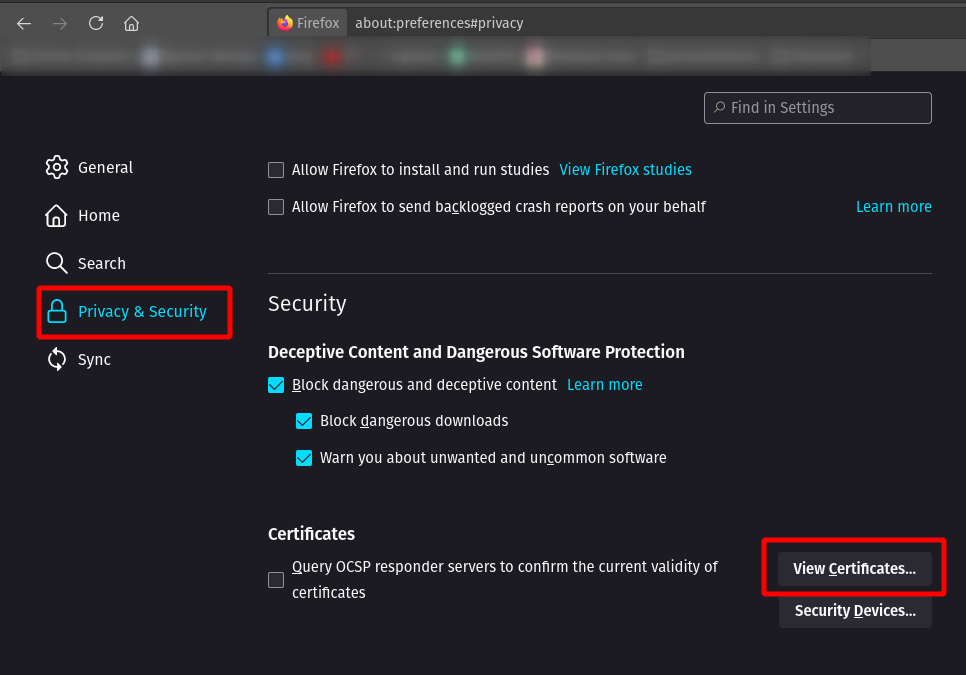 Firefox about:preferences#privacy
Find in Settings
General
Home
Search
Privacy & Security
Sync
Allow Firefox to install and run studies View Firefox studies
Allow Firefox to send backlogged crash reports on your behalf Learn more
Security
Deceptive Content and Dangerous Software Protection
Block dangerous and deceptive content Learn more
Block dangerous downloads
Warn you about unwanted and uncommon software
Certificates
Query OCSP responder servers to confirm the current validity of
certificates
View Certificates...
Security Devices...